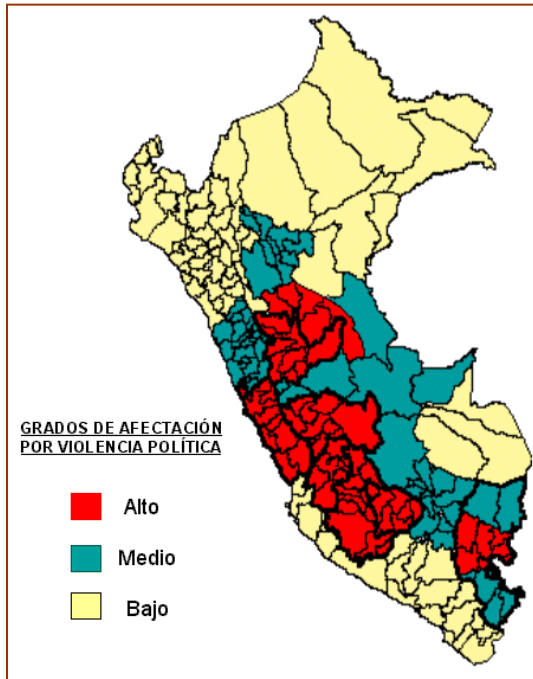 GRADOS DE AFECTACIÓN
POR VIOLENCIA POLÍTICA
Alto
Medio
Bajo